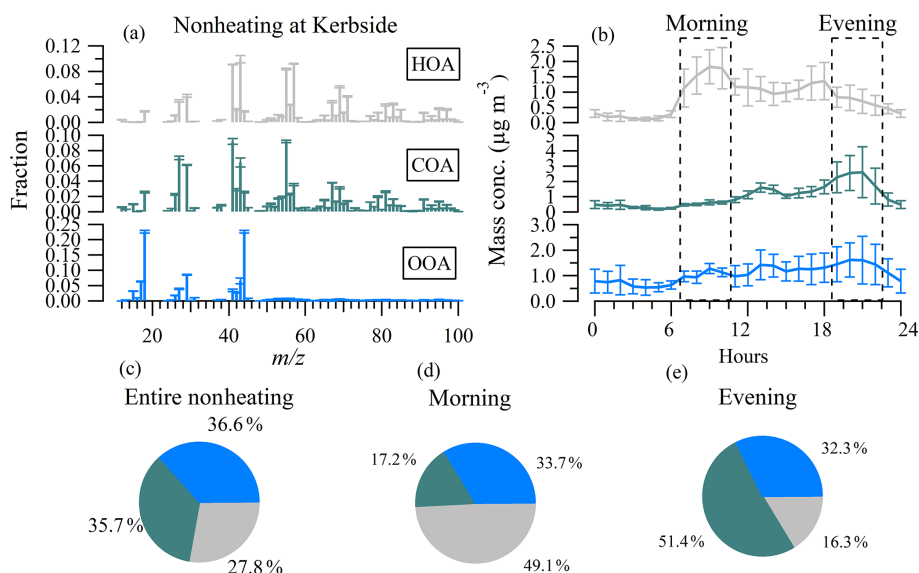 (a) Nonheating at Kerbside
0.12
0.08
0.04
0.00
HOA
0.10
0.08
0.06
0.04
0.02
0.00
COA
0.25
0.20
0.15
0.10
0.05
0.00
OOA
Fraction
20 40 60 80 100
m/z
Morning Evening
(b)
2.5
2.0
1.5
1.0
0.5
0.0
5
4
3
2
1
0
3.0
2.0
1.0
0.0
Mass conc. (µg m⁻³)
0 6 12 18 24
Hours
(c)
Entire nonheating
36.6 %
35.7 %
27.8 %
(d)
Morning
17.2 %
33.7 %
49.1 %
(e)
Evening
32.3 %
51.4 %
16.3 %